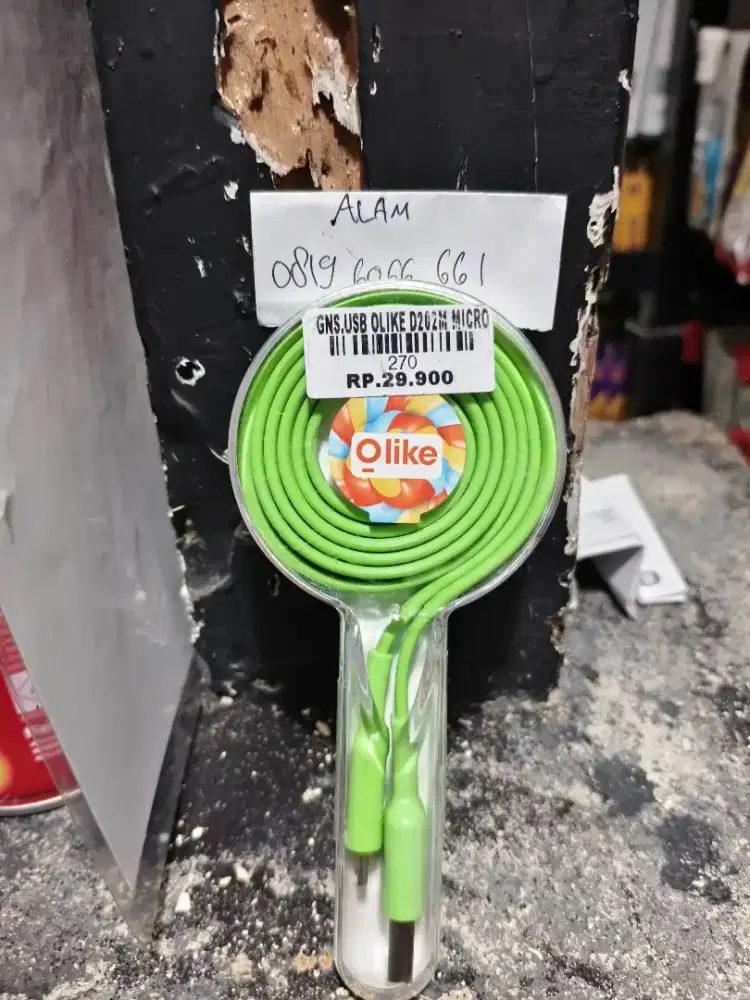 ALAM
0819 6066 661
GNS.USB OLIKE D202M MICRO
270
RP.29.900
Olike